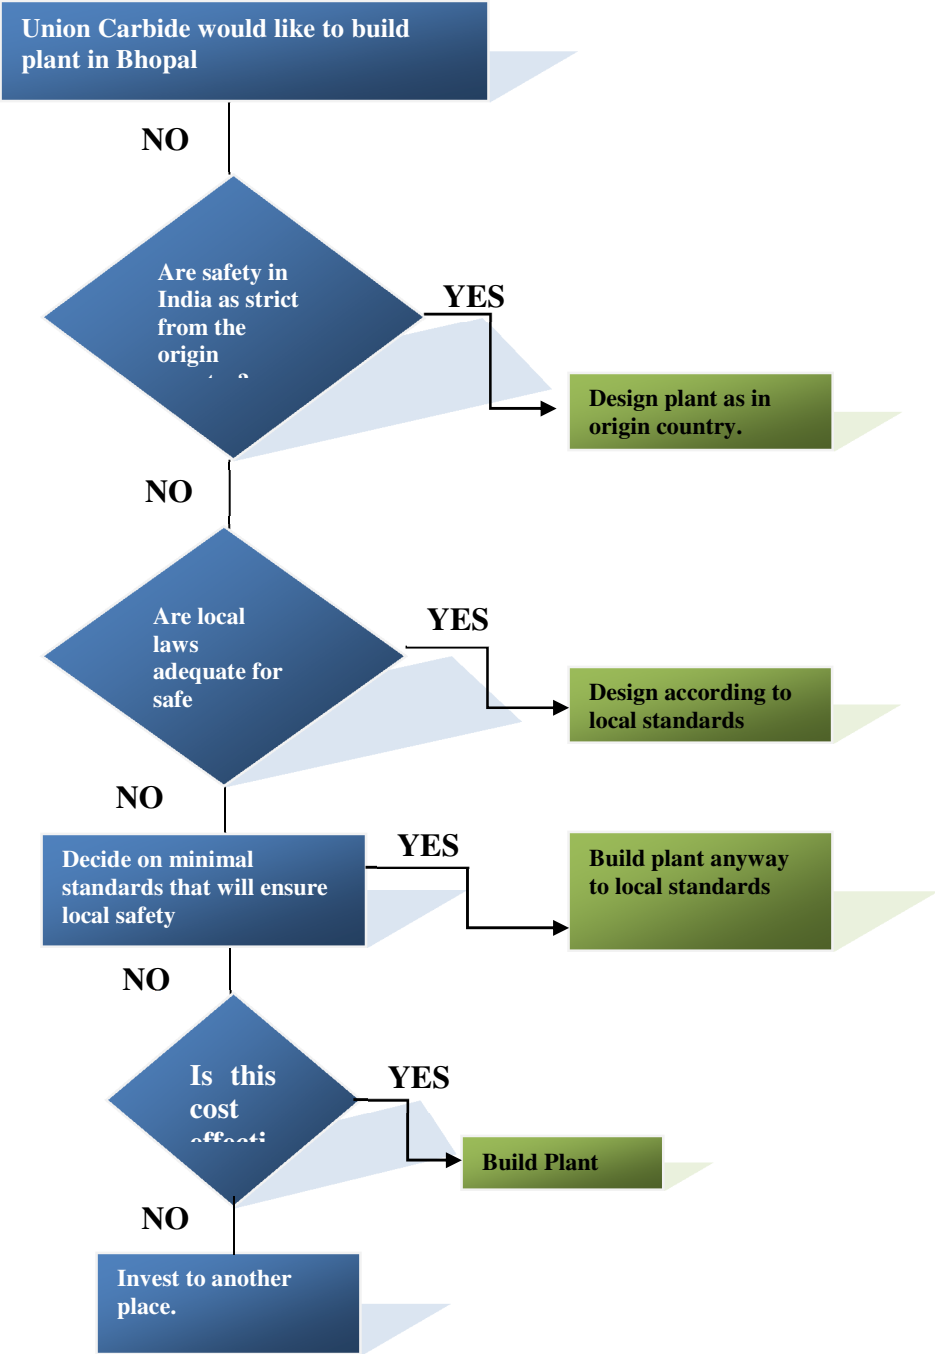 Union Carbide would like to build
plant in Bhopal
NO
Are safety in
India as strict
from the
origin
YES
Design plant as in
origin country.
NO
Are local
laws
adequate for
safe
YES
Design according to
local standards
NO
Decide on minimal
standards that will ensure
local safety
YES
Build plant anyway
to local standards
NO
Is this
cost
YES
Build Plant
NO
Invest to another
place.